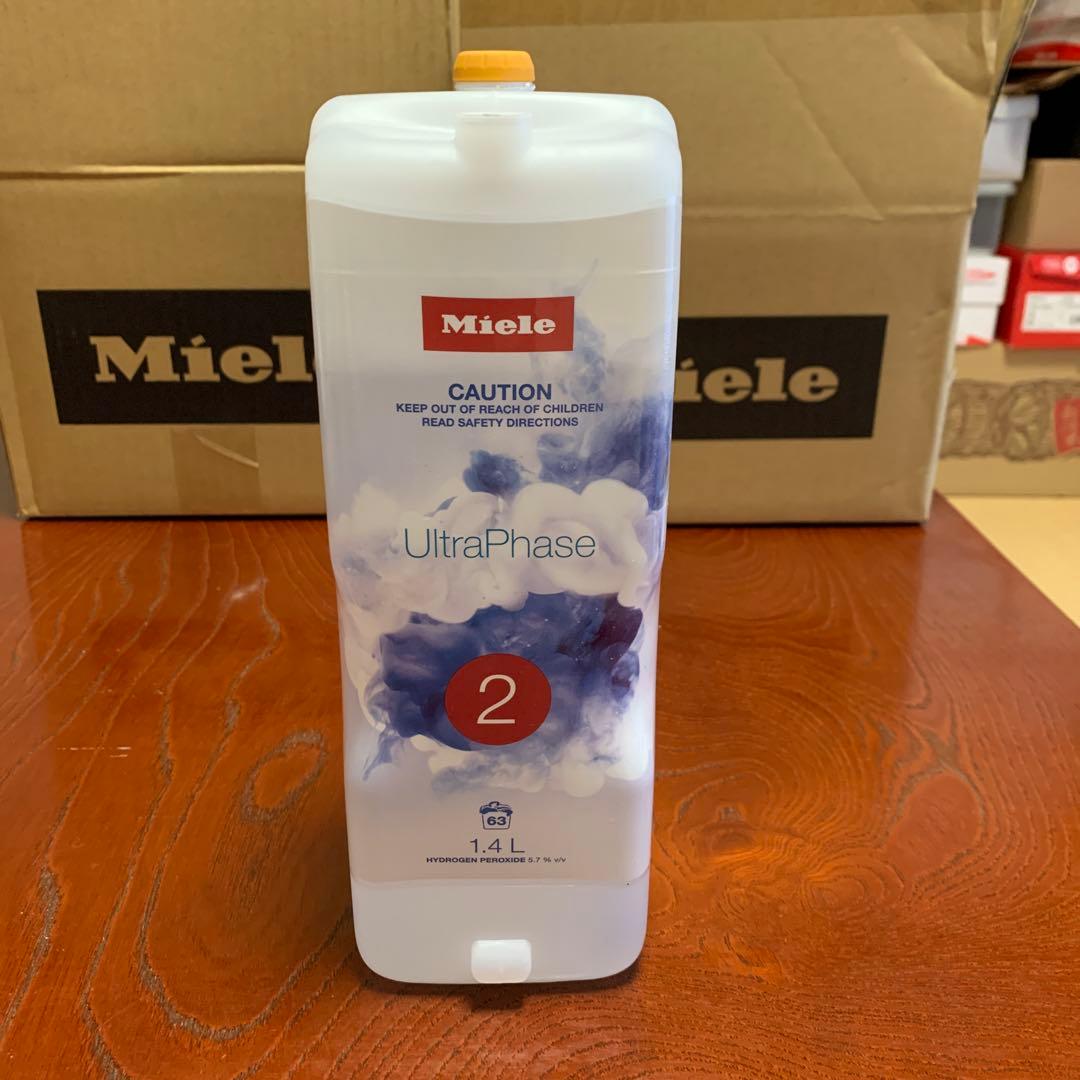 Miele
CAUTION
KEEP OUT OF REACH OF CHILDREN
READ SAFETY DIRECTIONS
UltraPhase
2
63
1.4 L
HYDROGEN PEROXIDE 5.7 % v/v
Miel
iele